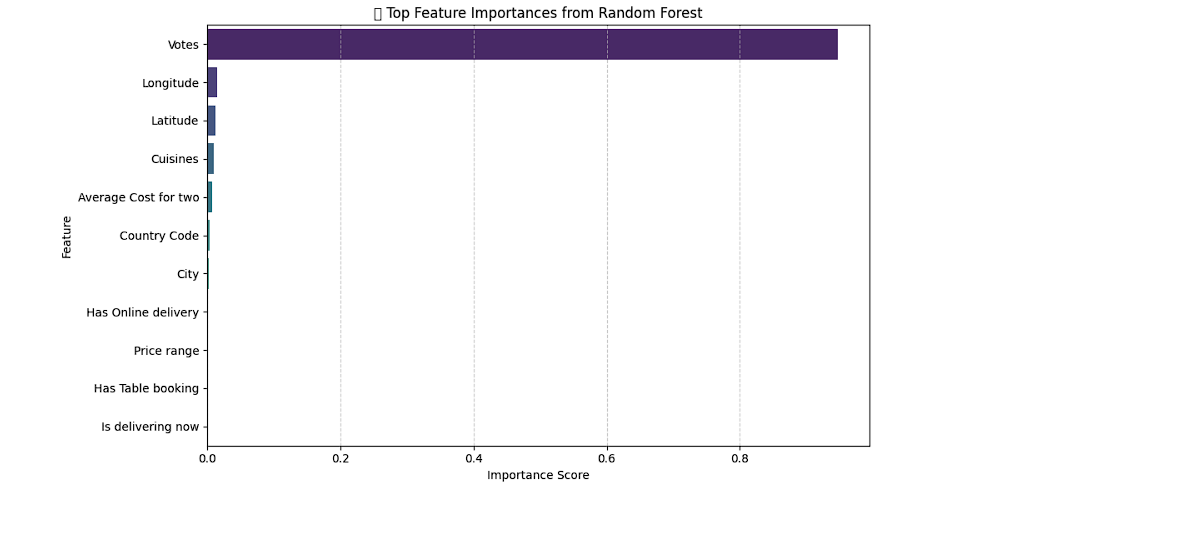 Top Feature Importances from Random Forest
Votes
Longitude
Latitude
Cuisines
Average Cost for two
Country Code
City
Has Online delivery
Price range
Has Table booking
Is delivering now
Feature
0.0 0.2 0.4 0.6 0.8
Importance Score